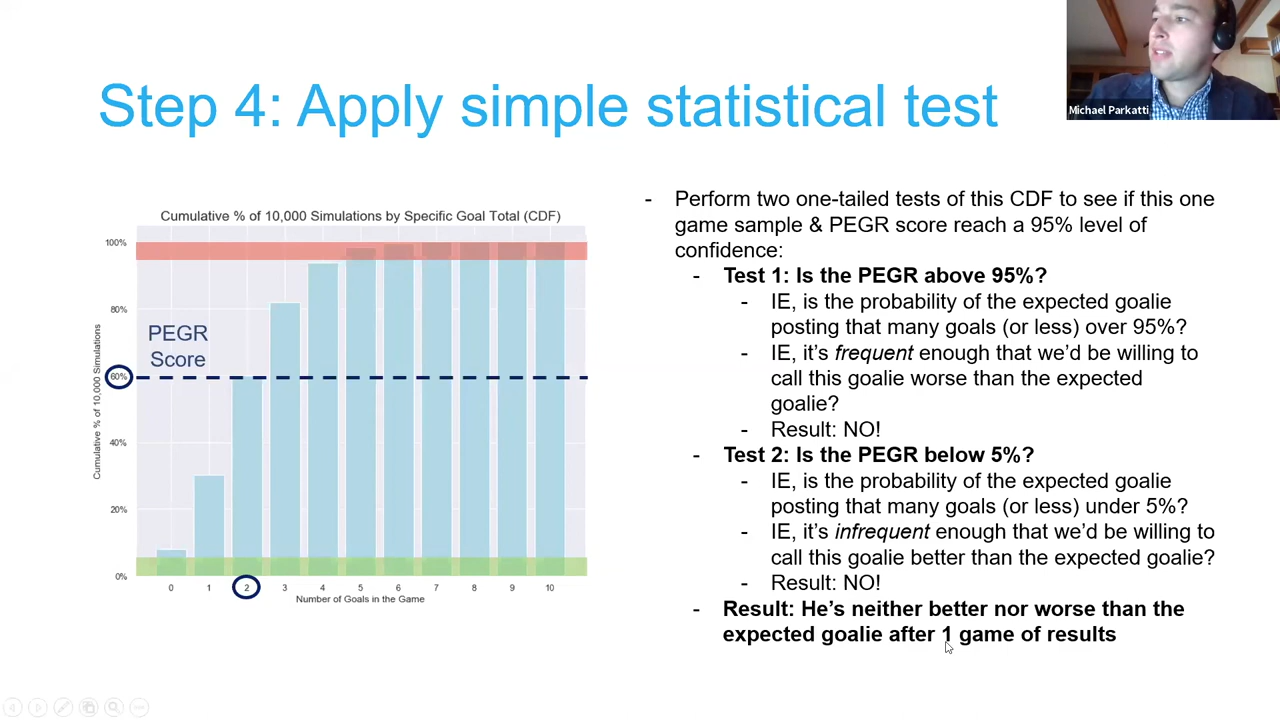 Michael Parkatti
Step 4: Apply simple statistical test
Cumulative % of 10,000 Simulations by Specific Goal Total (CDF)
Cumulative % of 10,000 Simulations
100%
80%
60%
40%
20%
0%
PEGR
Score
0 1 2 3 4 5 6 7 8 9 10
Number of Goals in the Game
- Perform two one-tailed tests of this CDF to see if this one
game sample & PEGR score reach a 95% level of
confidence:
- Test 1: Is the PEGR above 95%?
- IE, is the probability of the expected goalie
posting that many goals (or less) over 95%?
- IE, it's frequent enough that we'd be willing to
call this goalie worse than the expected
goalie?
- Result: NO!
- Test 2: Is the PEGR below 5%?
- IE, is the probability of the expected goalie
posting that many goals (or less) under 5%?
- IE, it's infrequent enough that we'd be willing to
call this goalie better than the expected goalie?
- Result: NO!
- Result: He's neither better nor worse than the
expected goalie after 1 game of results